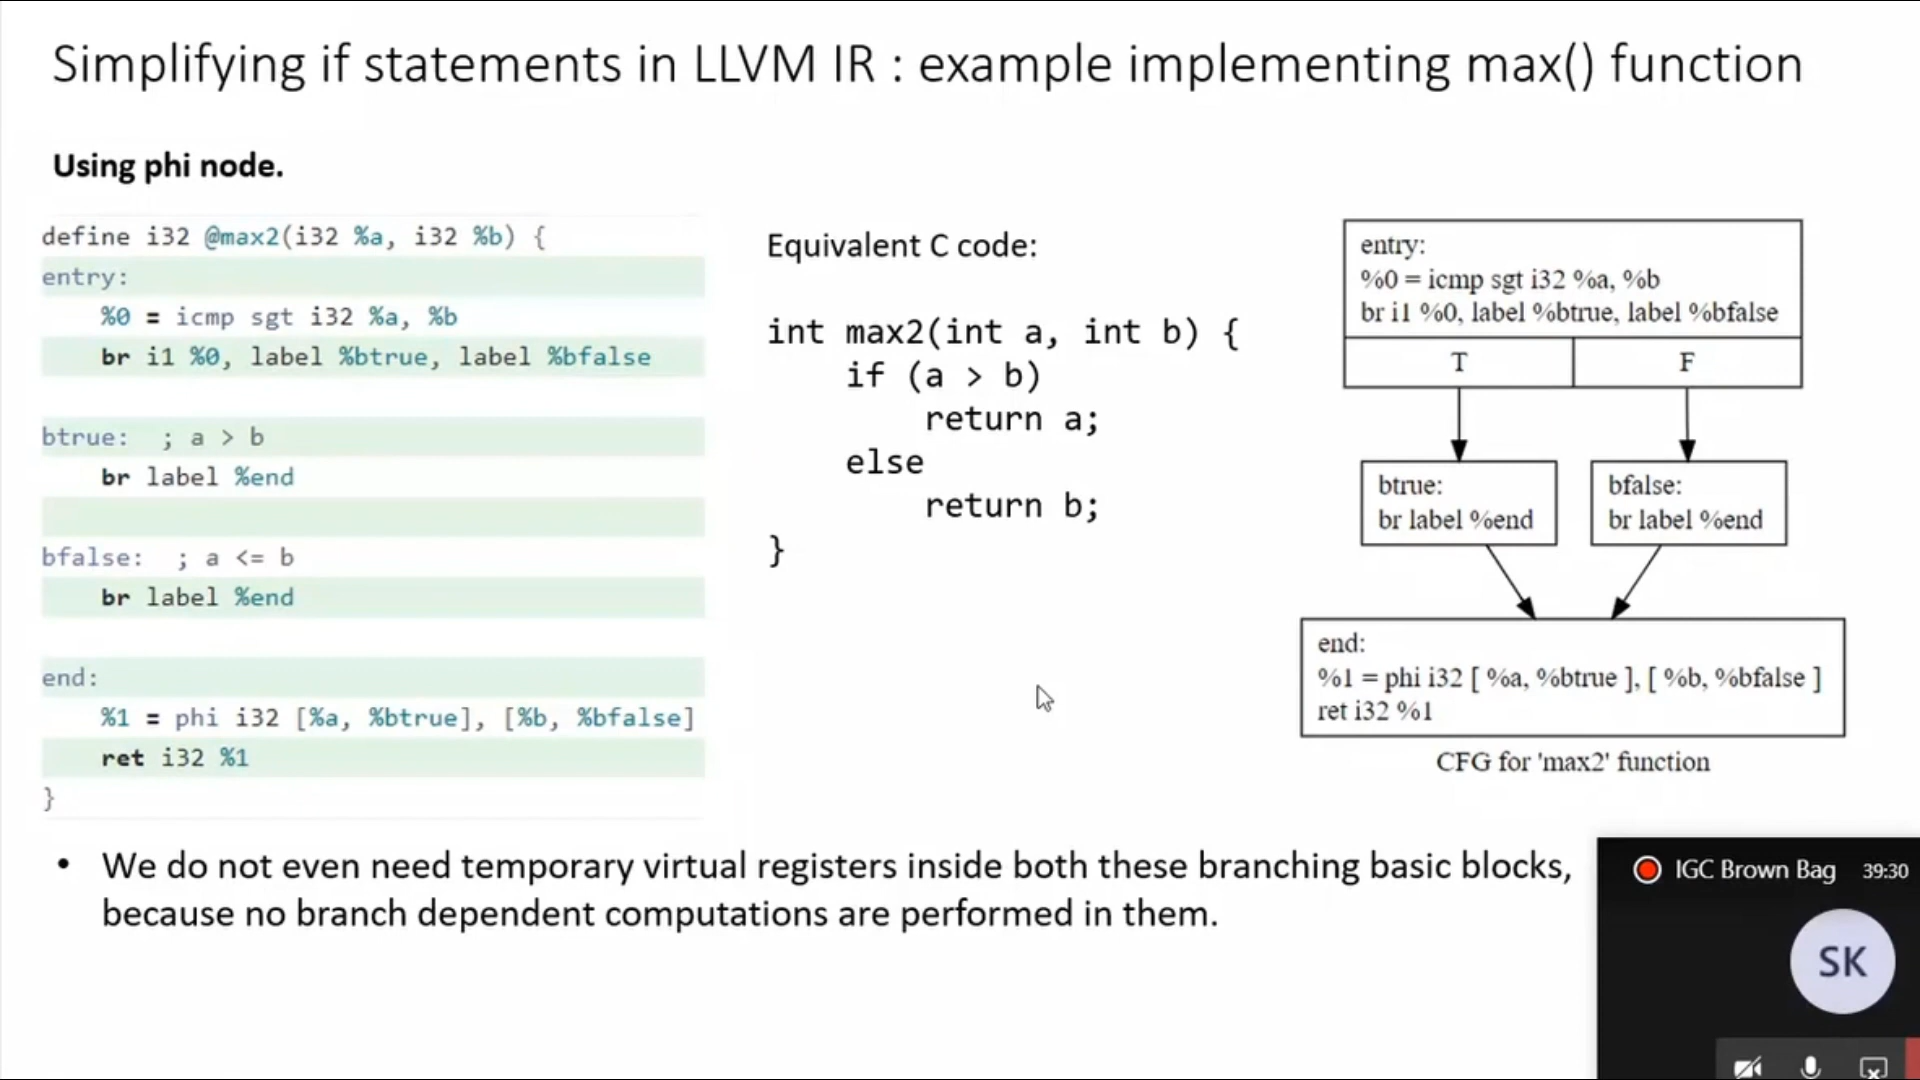 Simplifying if statements in LLVM IR : example implementing max() function
Using phi node.
define i32 @max2(i32 %a, i32 %b) {
entry:
    %0 = icmp sgt i32 %a, %b
    br i1 %0, label %btrue, label %bfalse
btrue:  ; a > b
    br label %end
bfalse:  ; a <= b
    br label %end
end:
    %1 = phi i32 [%a, %btrue], [%b, %bfalse]
    ret i32 %1
}
Equivalent C code:
int max2(int a, int b) {
    if (a > b)
        return a;
    else
        return b;
}
entry:
%0 = icmp sgt i32 %a, %b
br i1 %0, label %btrue, label %bfalse
T F
btrue:
br label %end
bfalse:
br label %end
end:
%1 = phi i32 [ %a, %btrue ], [ %b, %bfalse ]
ret i32 %1
CFG for 'max2' function
• We do not even need temporary virtual registers inside both these branching basic blocks,
because no branch dependent computations are performed in them.
IGC Brown Bag 39:30
SK